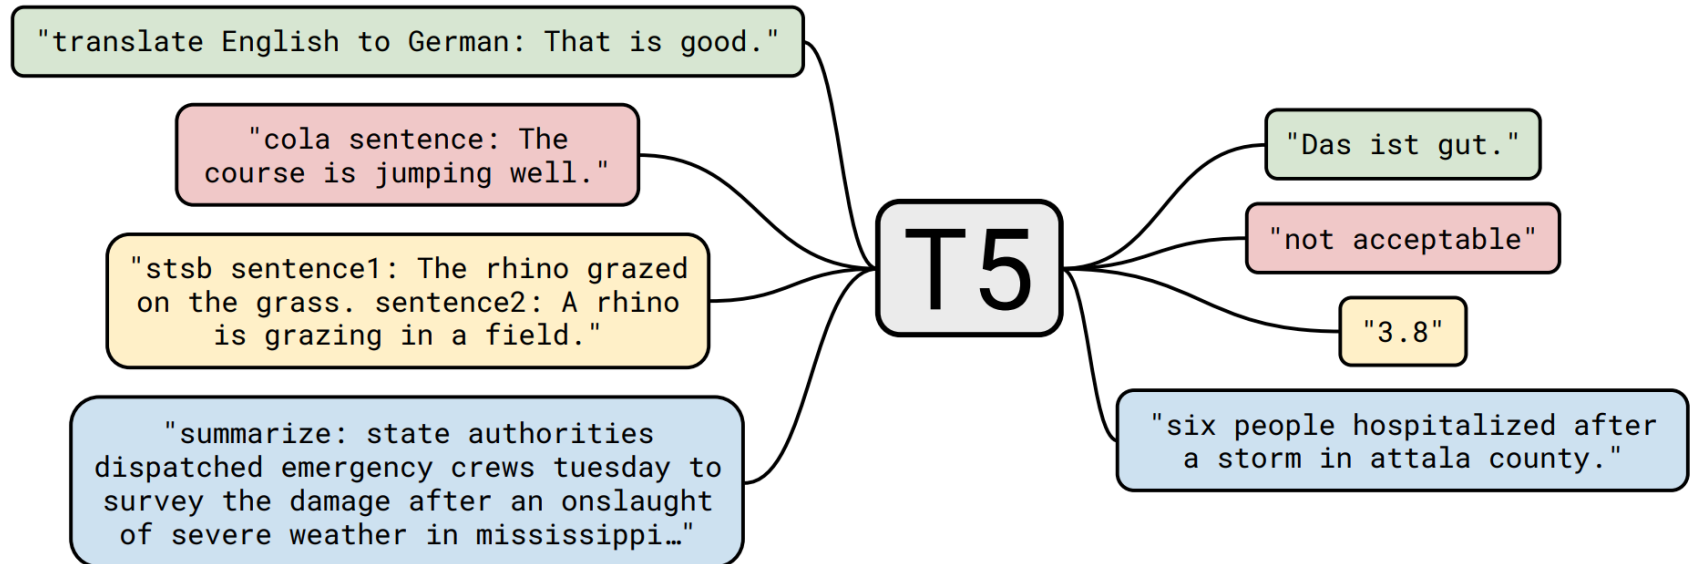 "translate English to German: That is good."
"cola sentence: The
course is jumping well."
"stsb sentence1: The rhino grazed
on the grass. sentence2: A rhino
is grazing in a field."
"summarize: state authorities
dispatched emergency crews tuesday to
survey the damage after an onslaught
of severe weather in mississippi…"
T5
"Das ist gut."
"not acceptable"
"3.8"
"six people hospitalized after
a storm in attala county."